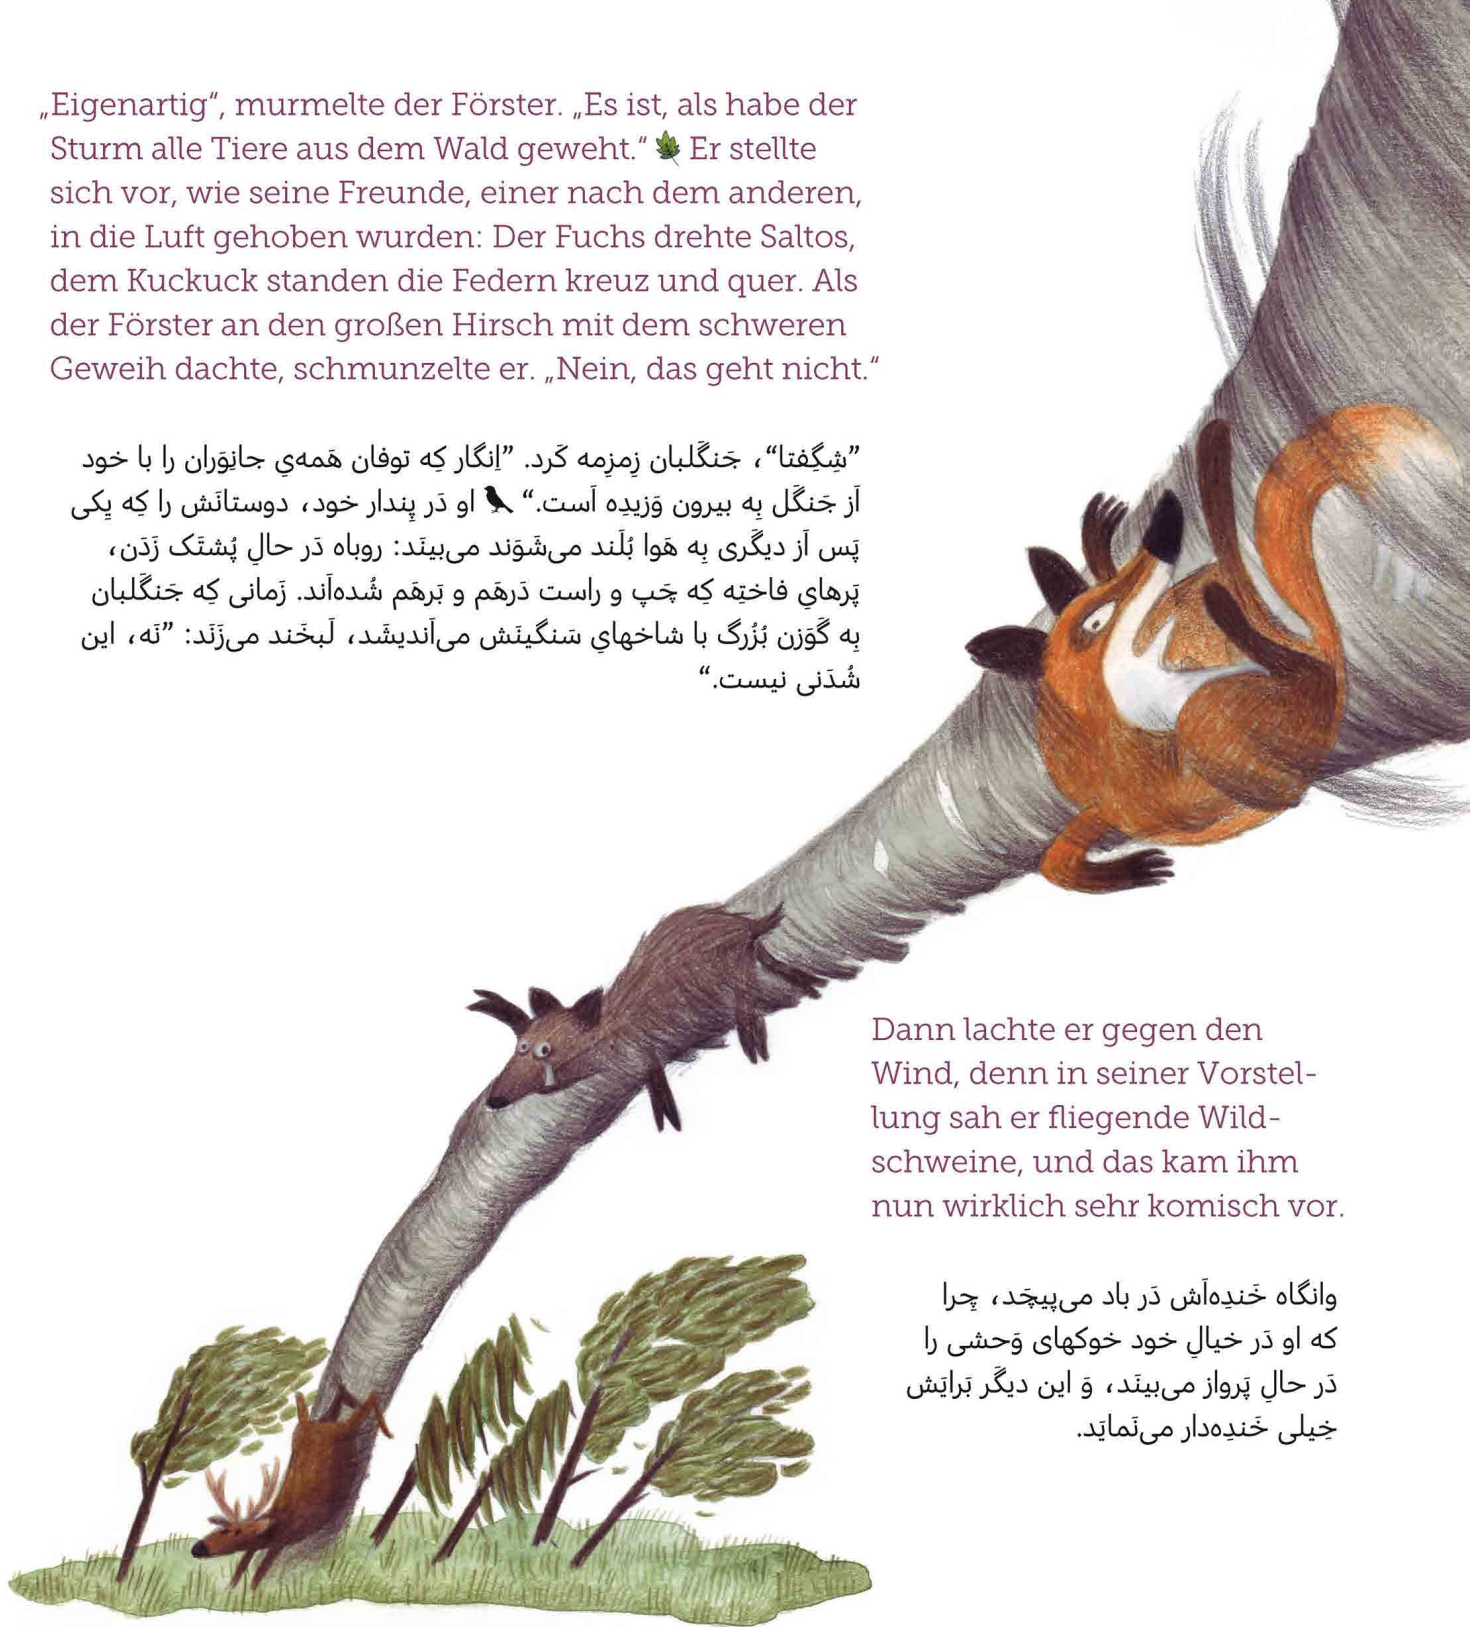 „Eigenartig“, murmelte der Förster. „Es ist, als habe der
Sturm alle Tiere aus dem Wald geweht.“ Er stellte
sich vor, wie seine Freunde, einer nach dem anderen,
in die Luft gehoben wurden: Der Fuchs drehte Saltos,
dem Kuckuck standen die Federn kreuz und quer. Als
der Förster an den großen Hirsch mit dem schweren
Geweih dachte, schmunzelte er. „Nein, das geht nicht.“
”شِگِفتا“، جَنگَلبان زِمزِمه کَرد. ”اِنگار کِه توفان هَمه‌یِ جانِوَران را با خود
اَز جَنگَل بِه بیرون وَزیدِه اَست.“ او دَر پِندار خود، دوستانَش را کِه یِکی
پَس اَز دیگَری بِه هَوا بُلَند می‌شَوَند می‌بینَد: روباه دَر حالِ پُشتَک زَدَن،
پَرهایِ فاختِه کِه چَپ و راست دَرهَم و بَرهَم شُده‌اَند. زَمانی کِه جَنگَلبان
بِه گَوَزن بُزُرگ با شاخهایِ سَنگینَش می‌اَندیشَد، لَبخَند می‌زَنَد: ”نَه، این
شُدَنی نیست.“
Dann lachte er gegen den
Wind, denn in seiner Vorstel-
lung sah er fliegende Wild-
schweine, und das kam ihm
nun wirklich sehr komisch vor.
وانگاه خَندِه‌اَش دَر باد می‌پیچَد، چِرا
که او دَر خیالِ خود خوکهای وَحشی را
دَر حالِ پَرواز می‌بینَد، وَ این دیگَر بَرایَش
خِیلی خَندِه‌دار می‌نَمایَد.